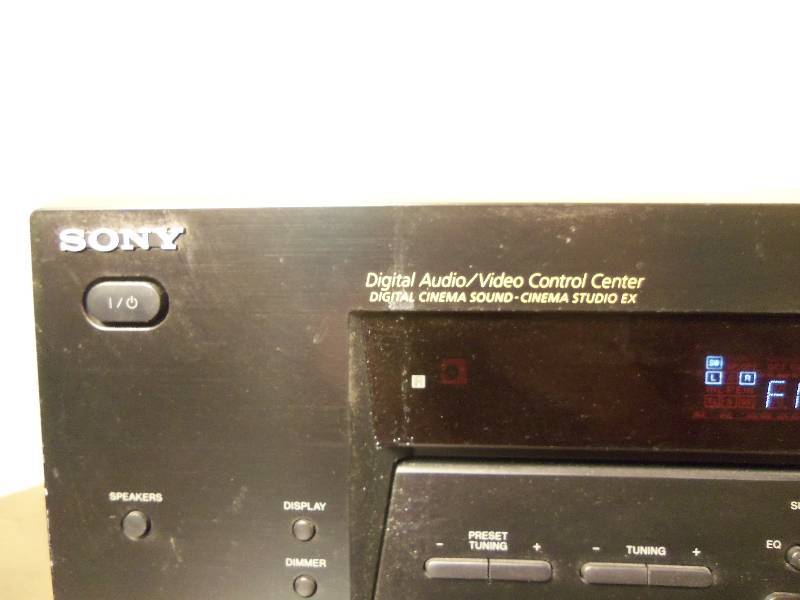 SONY
I/⏻
Digital Audio/Video Control Center
DIGITAL CINEMA SOUND-CINEMA STUDIO EX
SW
L R
SPEAKERS
DISPLAY
DIMMER
- PRESET TUNING +
- TUNING +
EQ